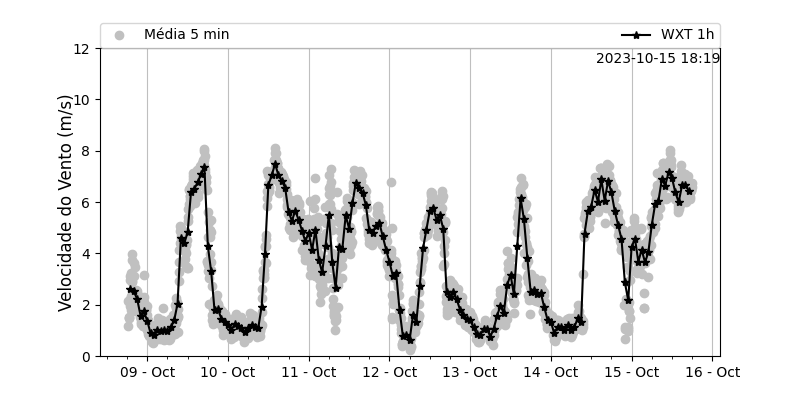 Média 5 min WXT 1h
2023-10-15 18:19
Velocidade do Vento (m/s)
12
10
8
6
4
2
0
09 - Oct 10 - Oct 11 - Oct 12 - Oct 13 - Oct 14 - Oct 15 - Oct 16 - Oct